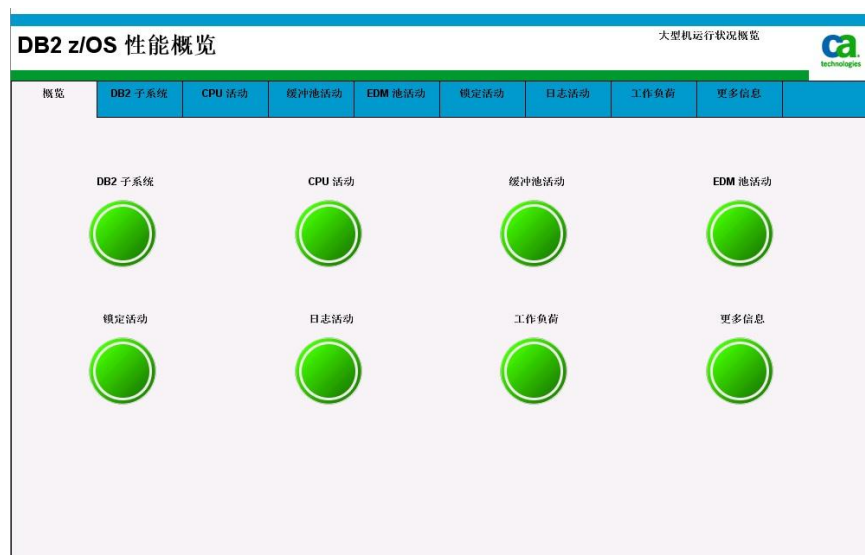 大型机运行状况概览
DB2 z/OS 性能概览
ca
technologies
概览 DB2 子系统 CPU 活动 缓冲池活动 EDM 池活动 锁定活动 日志活动 工作负荷 更多信息
DB2 子系统 CPU 活动 缓冲池活动 EDM 池活动
锁定活动 日志活动 工作负荷 更多信息